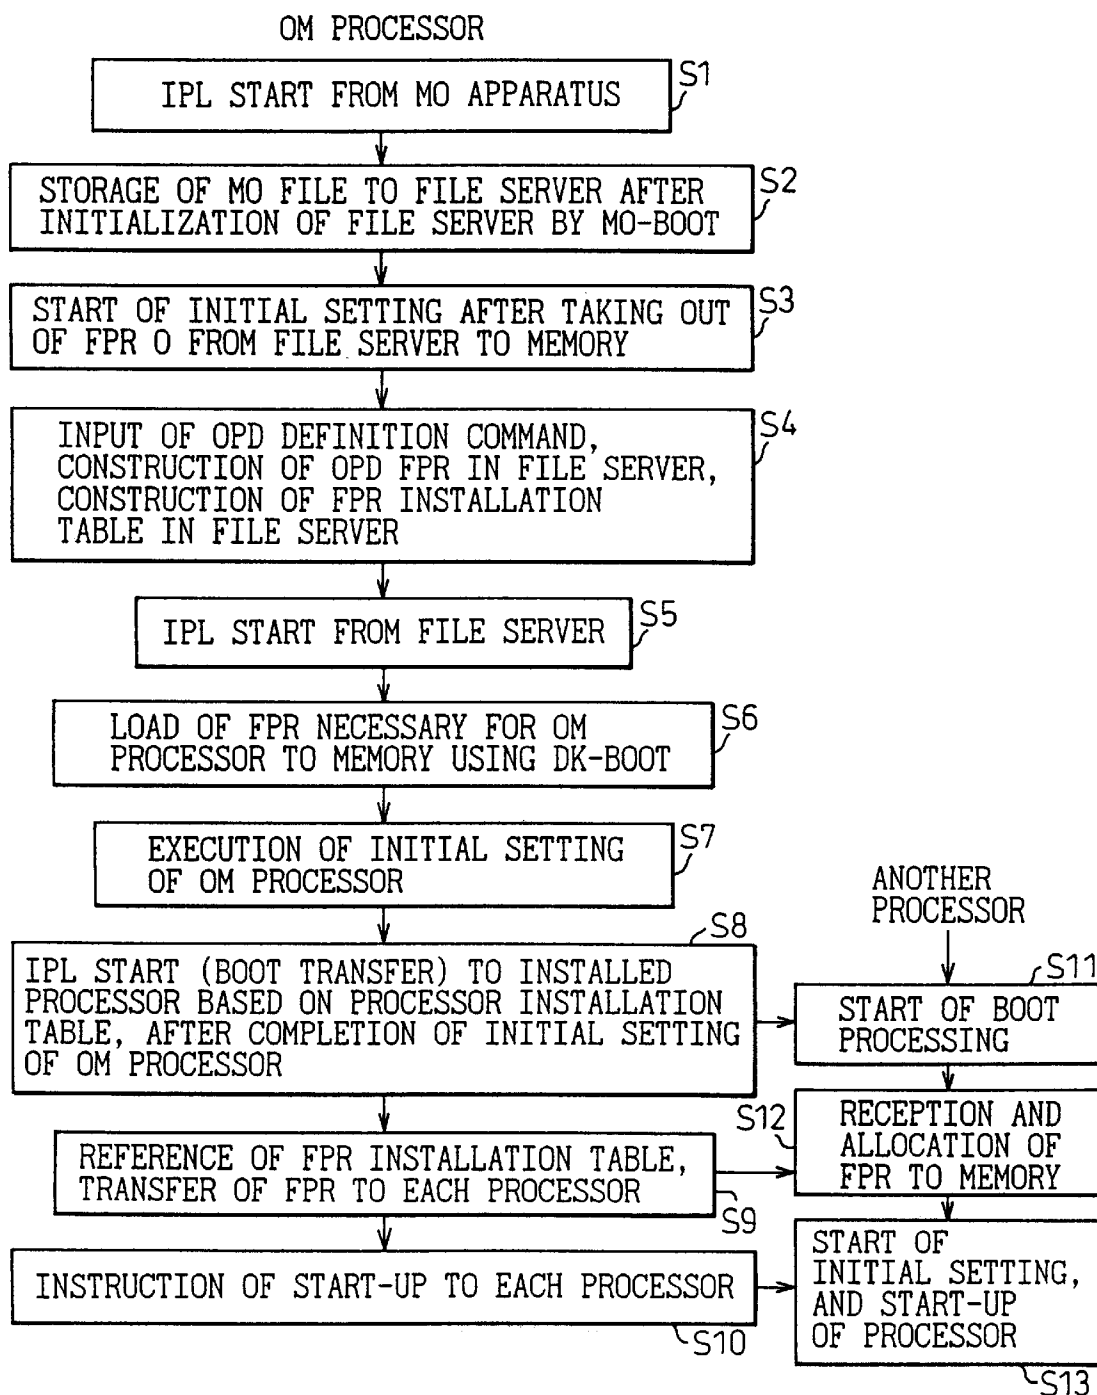 OM PROCESSOR
IPL START FROM MO APPARATUS
S1
STORAGE OF MO FILE TO FILE SERVER AFTER
INITIALIZATION OF FILE SERVER BY MO-BOOT
S2
START OF INITIAL SETTING AFTER TAKING OUT
OF FPR 0 FROM FILE SERVER TO MEMORY
S3
INPUT OF OPD DEFINITION COMMAND,
CONSTRUCTION OF OPD FPR IN FILE SERVER,
CONSTRUCTION OF FPR INSTALLATION
TABLE IN FILE SERVER
S4
IPL START FROM FILE SERVER
S5
LOAD OF FPR NECESSARY FOR OM
PROCESSOR TO MEMORY USING DK-BOOT
S6
EXECUTION OF INITIAL SETTING
OF OM PROCESSOR
S7
IPL START (BOOT TRANSFER) TO INSTALLED
PROCESSOR BASED ON PROCESSOR INSTALLATION
TABLE, AFTER COMPLETION OF INITIAL SETTING
OF OM PROCESSOR
S8
REFERENCE OF FPR INSTALLATION TABLE,
TRANSFER OF FPR TO EACH PROCESSOR
S9
INSTRUCTION OF START-UP TO EACH PROCESSOR
S10
ANOTHER
PROCESSOR
S11
START OF BOOT
PROCESSING
S12
RECEPTION AND
ALLOCATION OF
FPR TO MEMORY
START OF
INITIAL SETTING,
AND START-UP
OF PROCESSOR
S13